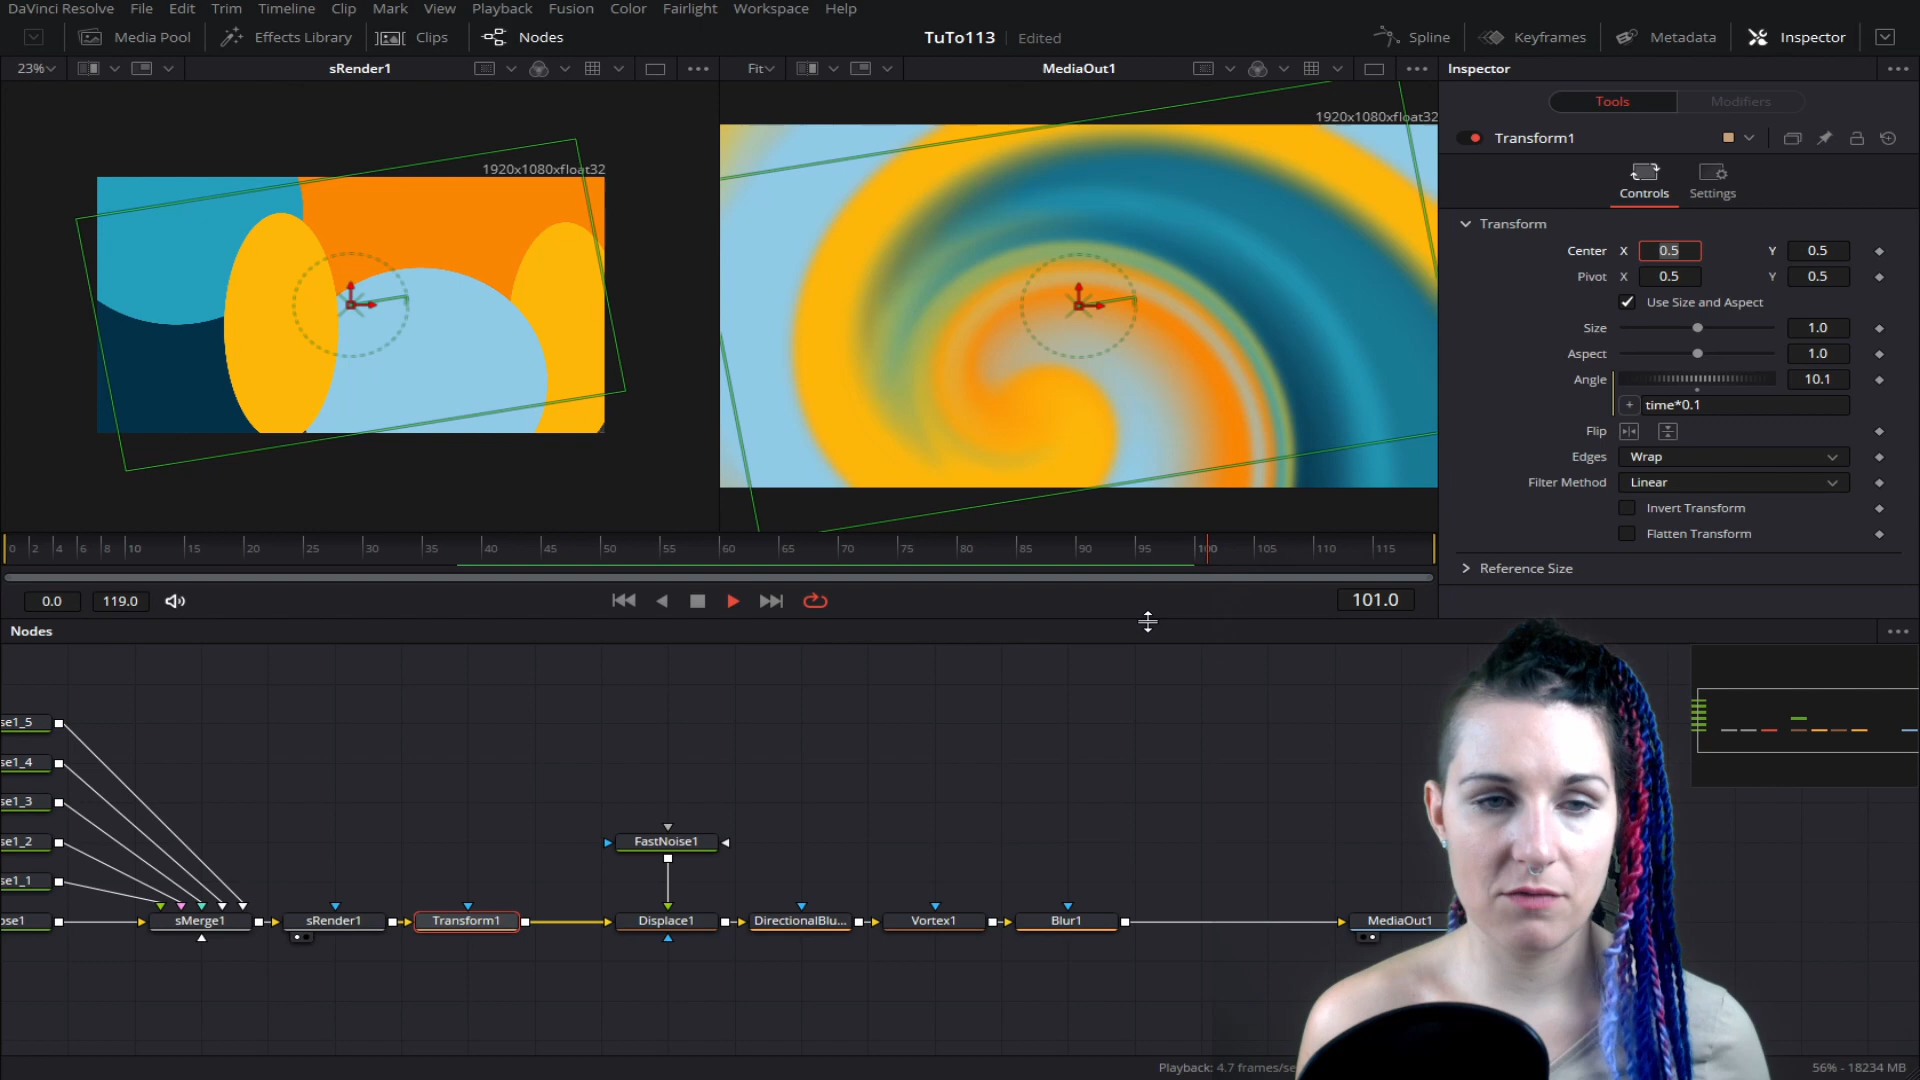 DaVinci Resolve File Edit Trim Timeline Clip Mark View Playback Fusion Color Fairlight Workspace Help
Media Pool Effects Library Clips Nodes TuTo113 Edited Spline Keyframes Metadata Inspector
23% sRender1 Fit MediaOut1 Inspector
Tools Modifiers
1920x1080xfloat32
1920x1080xfloat32
Transform1
Controls Settings
Transform
Center X 0.5 Y 0.5
Pivot X 0.5 Y 0.5
Use Size and Aspect
Size 1.0
Aspect 1.0
Angle 10.1
time*0.1
Flip
Edges Wrap
Filter Method Linear
Invert Transform
Flatten Transform
Reference Size
0 2 4 6 8 10 15 20 25 30 35 40 45 50 55 60 65 70 75 80 85 90 95 100 105 110 115
0.0 119.0 101.0
Nodes
se1_5
se1_4
se1_3
se1_2
se1_1
FastNoise1
ose1 sMerge1 sRender1 Transform1 Displace1 DirectionalBlu... Vortex1 Blur1 MediaOut1
Playback: 4.7 frames/se 56% - 18234 MB